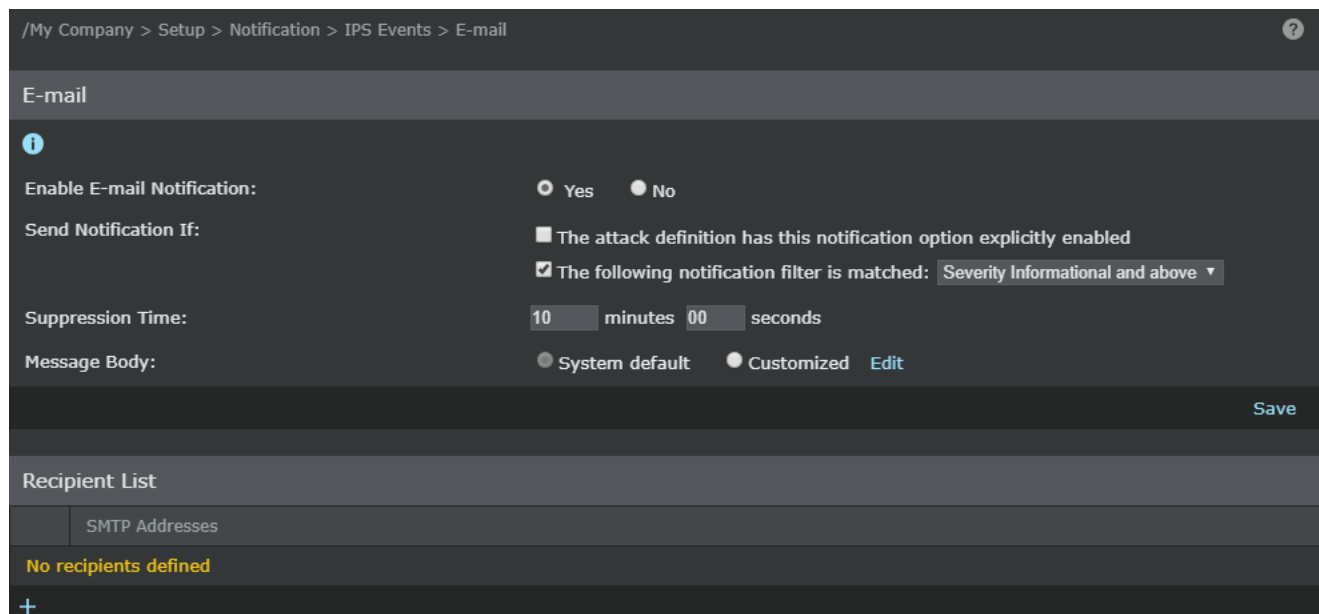 /My Company > Setup > Notification > IPS Events > E-mail
?
E-mail
i
Enable E-mail Notification: Yes No
Send Notification If: The attack definition has this notification option explicitly enabled
The following notification filter is matched: Severity Informational and above
Suppression Time: 10 minutes 00 seconds
Message Body: System default Customized Edit
Save
Recipient List
SMTP Addresses
No recipients defined
+